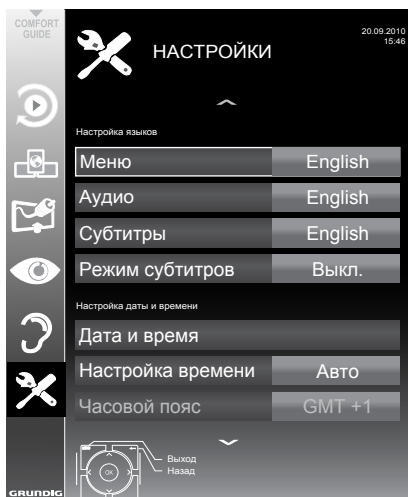 COMFORT
GUIDE
НАСТРОЙКИ
20.09.2010
15:46
Настройка языков
Меню English
Аудио English
Субтитры English
Режим субтитров Выкл.
Настройка даты и времени
Дата и время
Настройка времени Авто
Часовой пояс GMT +1
OK
Выход
Назад
GRUNDIG